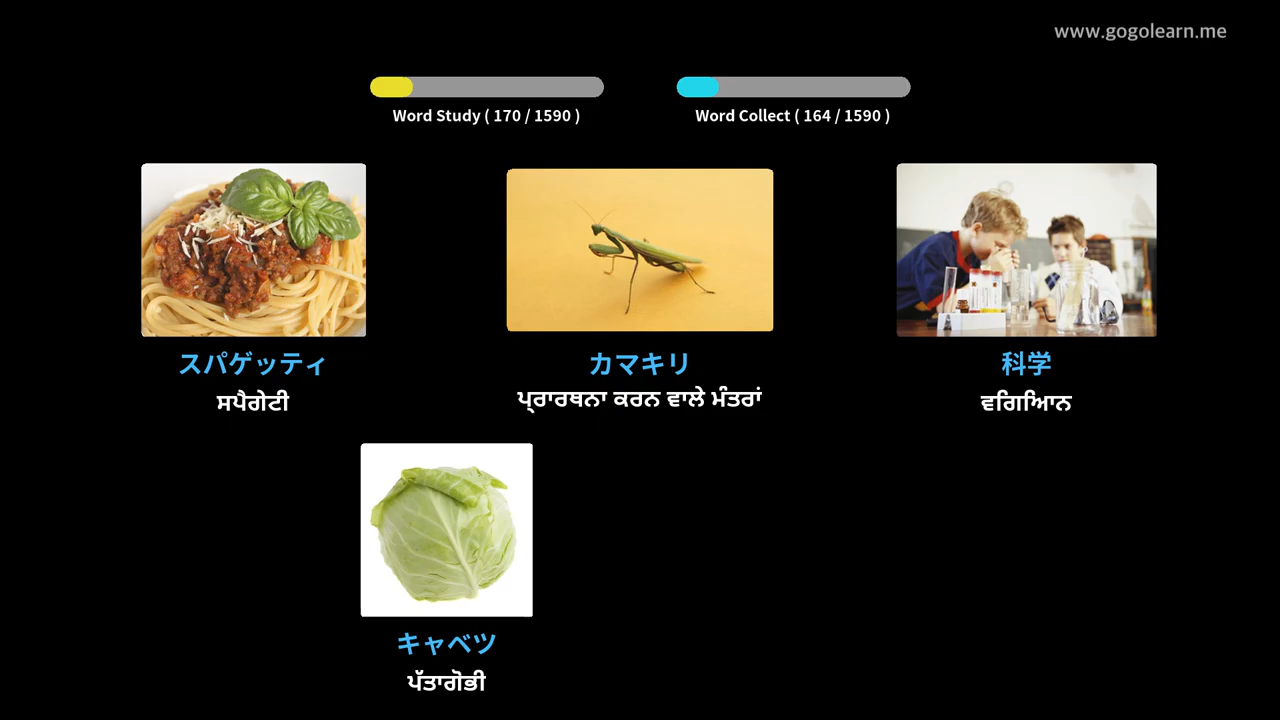 www.gogolearn.me
Word Study ( 170 / 1590 )
Word Collect ( 164 / 1590 )
スパゲッティ
ਸਪੈਗੇਟੀ
カマキリ
ਪ੍ਰਾਰਥਨਾ ਕਰਨ ਵਾਲੇ ਮੰਤਰਾਂ
科学
ਵਿਗਿਆਨ
キャベツ
ਪੱਤਾਗੋਭੀ